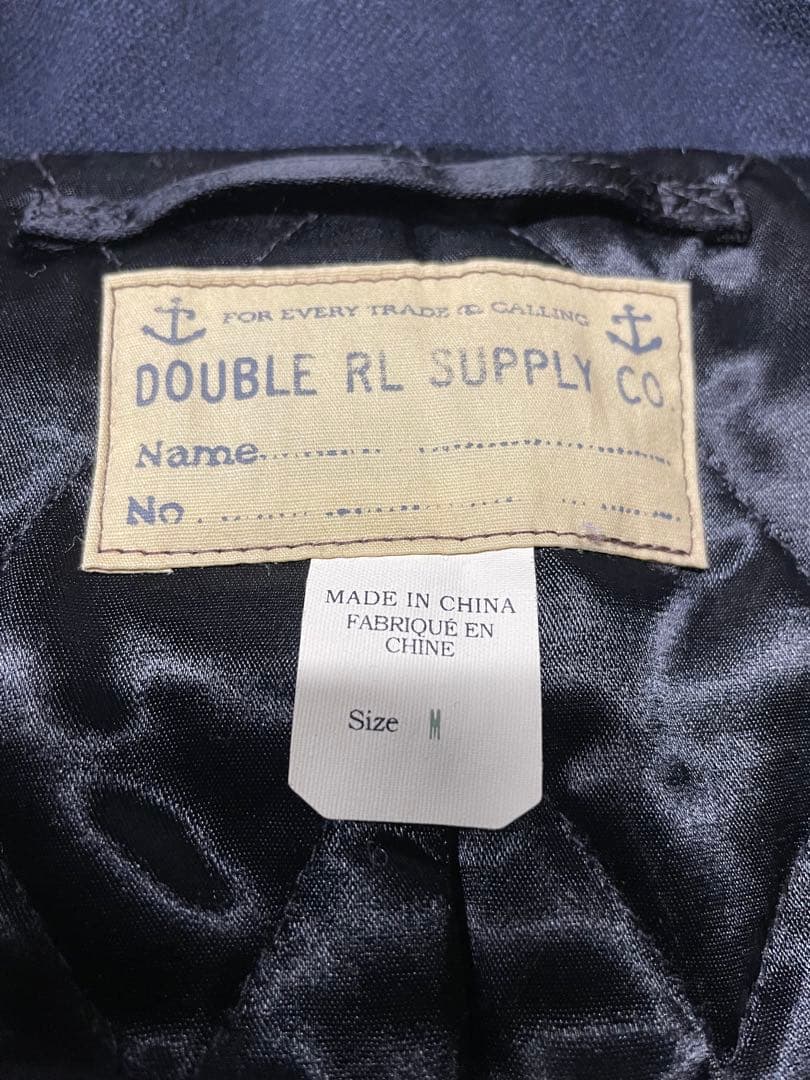 FOR EVERY TRADE & CALLING
DOUBLE RL SUPPLY CO.
Name
No.
MADE IN CHINA
FABRIQUÉ EN
CHINE
Size M